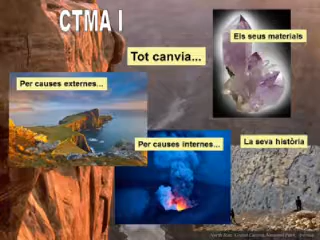 CTMA I
Els seus materials
Tot canvia...
Per causes externes...
Per causes internes...
La seva història